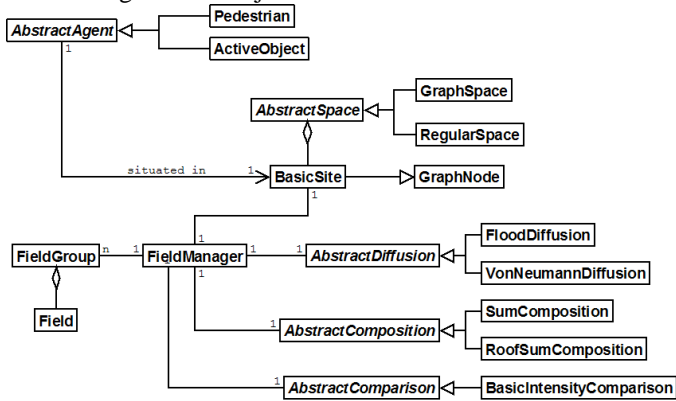 Pedestrian
AbstractAgent
1
ActiveObject
GraphSpace
AbstractSpace
RegularSpace
situated in 1
BasicSite
GraphNode
1
FloodDiffusion
1
FieldGroup n 1 FieldManager 1 1 AbstractDiffusion
1
VonNeumannDiffusion
Field
SumComposition
1 AbstractComposition
RoofSumComposition
1 AbstractComparison
BasicIntensityComparison